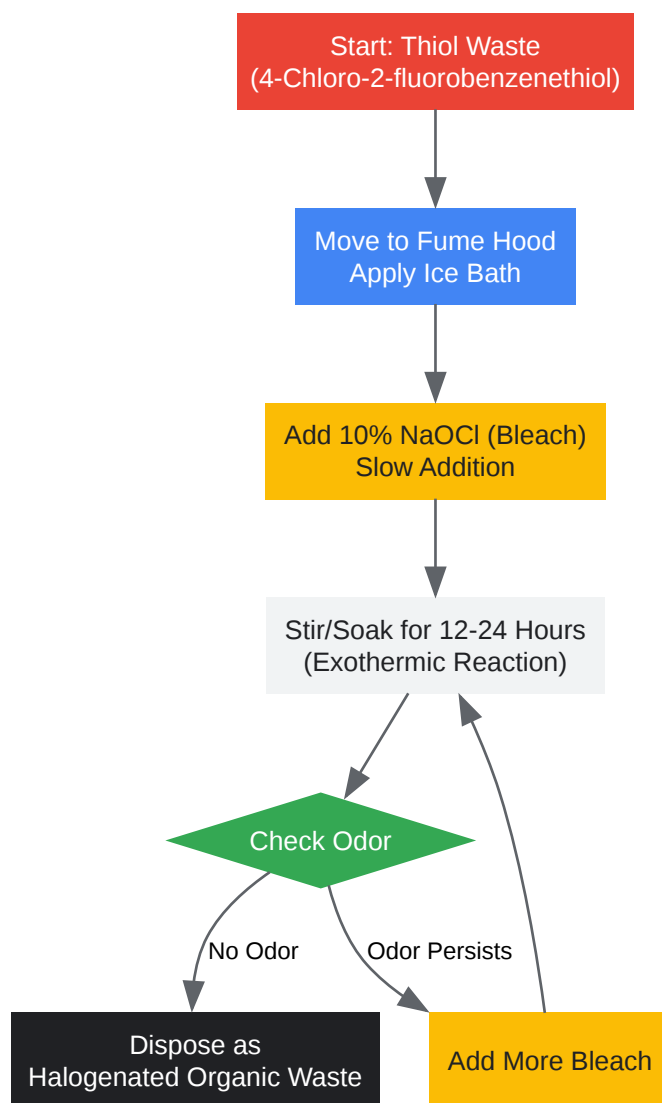 Start: Thiol Waste
(4-Chloro-2-fluorobenzenethiol)
Move to Fume Hood
Apply Ice Bath
Add 10% NaOCl (Bleach)
Slow Addition
Stir/Soak for 12-24 Hours
(Exothermic Reaction)
Check Odor
No Odor
Odor Persists
Dispose as
Halogenated Organic Waste
Add More Bleach